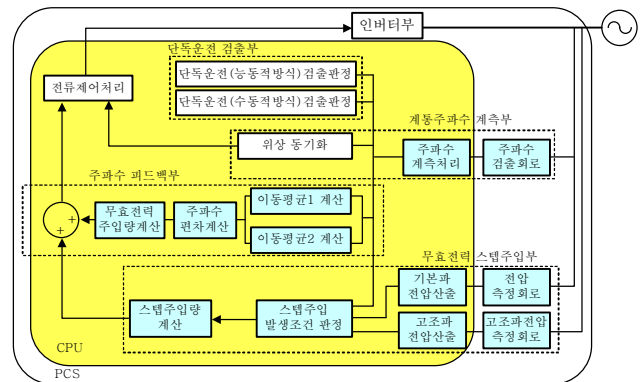 인버터부
단독운전 검출부
단독운전(능동적방식)검출판정
전류제어처리
단독운전(수동적방식)검출판정
계통주파수 계측부
위상 동기화
주파수
계측처리
주파수
검출회로
주파수 피드백부
무효전력
주입량계산
주파수
편차계산
이동평균1 계산
이동평균2 계산
+
+
무효전력 스텝주입부
기본파
전압산출
전압
측정회로
스텝주입량
계산
스텝주입
발생조건 판정
고조파
전압산출
고조파전압
측정회로
CPU
PCS